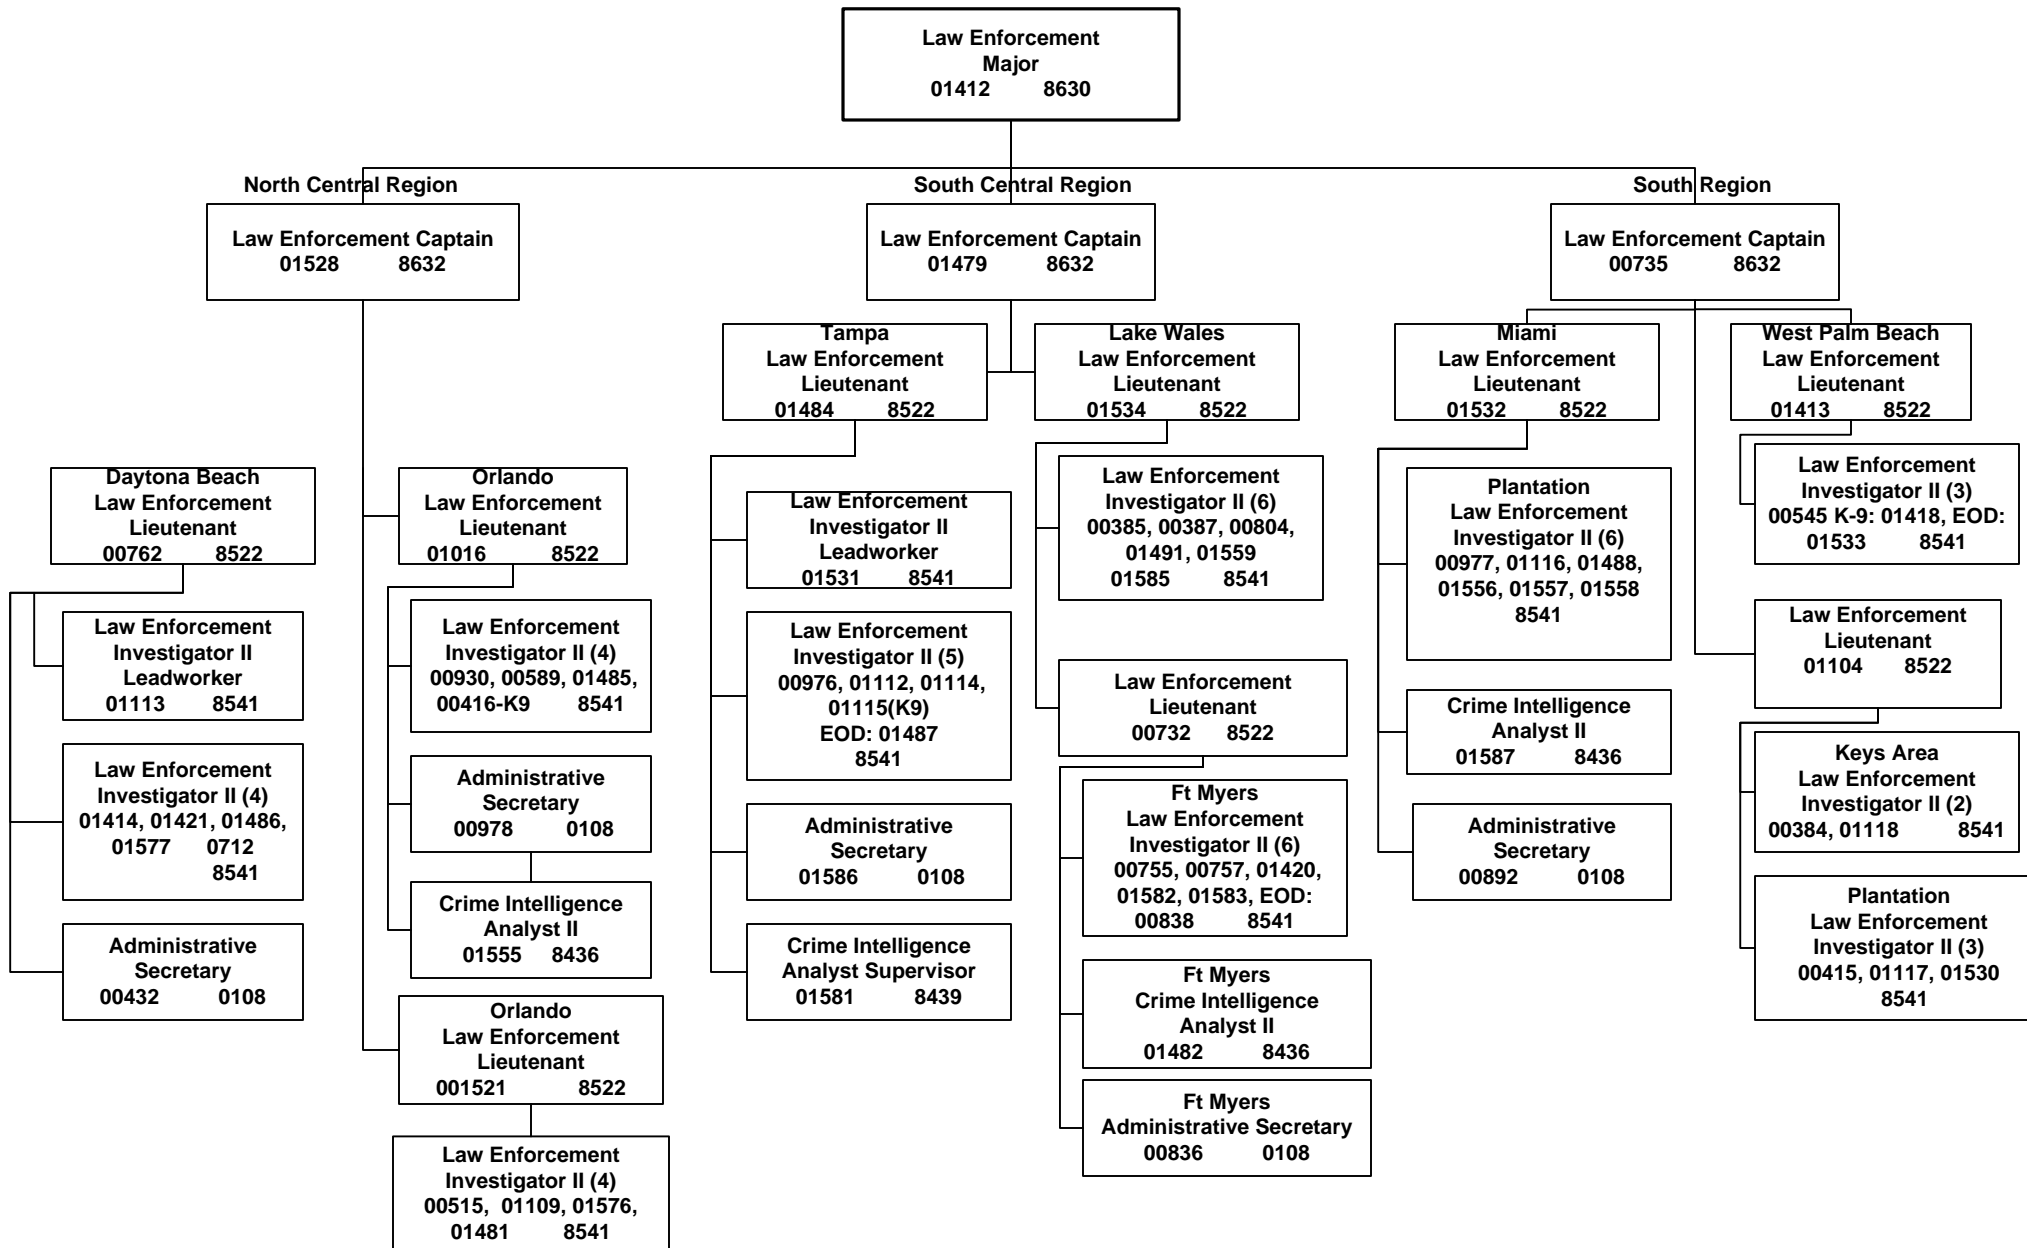 Law Enforcement
Major
01412 8630
North Central Region
Law Enforcement Captain
01528 8632
South Central Region
Law Enforcement Captain
01479 8632
South Region
Law Enforcement Captain
00735 8632
Daytona Beach
Law Enforcement
Lieutenant
00762 8522
Law Enforcement
Investigator II
Leadworker
01113 8541
Law Enforcement
Investigator II (4)
01414, 01421, 01486,
01577 0712
8541
Administrative
Secretary
00432 0108
Orlando
Law Enforcement
Lieutenant
01016 8522
Law Enforcement
Investigator II (4)
00930, 00589, 01485,
00416-K9 8541
Administrative
Secretary
00978 0108
Crime Intelligence
Analyst II
01555 8436
Orlando
Law Enforcement
Lieutenant
001521 8522
Law Enforcement
Investigator II (4)
00515, 01109, 01576,
01481 8541
Tampa
Law Enforcement
Lieutenant
01484 8522
Law Enforcement
Investigator II
Leadworker
01531 8541
Law Enforcement
Investigator II (5)
00976, 01112, 01114,
01115(K9)
EOD: 01487
8541
Administrative
Secretary
01586 0108
Crime Intelligence
Analyst Supervisor
01581 8439
Lake Wales
Law Enforcement
Lieutenant
01534 8522
Law Enforcement
Investigator II (6)
00385, 00387, 00804,
01491, 01559
01585 8541
Law Enforcement
Lieutenant
00732 8522
Ft Myers
Law Enforcement
Investigator II (6)
00755, 00757, 01420,
01582, 01583, EOD:
00838 8541
Ft Myers
Crime Intelligence
Analyst II
01482 8436
Ft Myers
Administrative Secretary
00836 0108
Miami
Law Enforcement
Lieutenant
01532 8522
Plantation
Law Enforcement
Investigator II (6)
00977, 01116, 01488,
01556, 01557, 01558
8541
Crime Intelligence
Analyst II
01587 8436
Administrative
Secretary
00892 0108
West Palm Beach
Law Enforcement
Lieutenant
01413 8522
Law Enforcement
Investigator II (3)
00545 K-9: 01418, EOD:
01533 8541
Law Enforcement
Lieutenant
01104 8522
Keys Area
Law Enforcement
Investigator II (2)
00384, 01118 8541
Plantation
Law Enforcement
Investigator II (3)
00415, 01117, 01530
8541